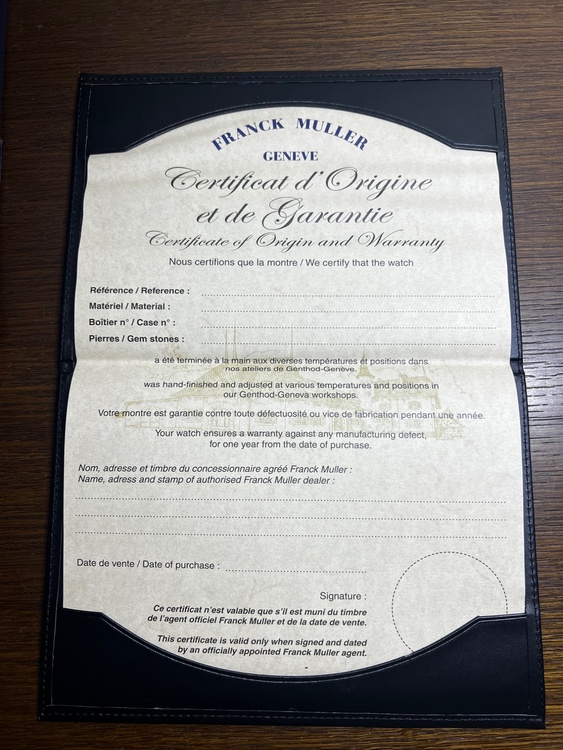 FRANCK MULLER
GENEVE
Certificat d'Origine
et de Garantie
Certificate of Origin and Warranty
Nous certifions que la montre / We certify that the watch
Référence / Reference :
Matériel / Material :
Boîtier n° / Case n° :
Pierres / Gem stones :
a été terminée à la main aux diverses températures et positions dans
nos ateliers de Genthod-Genève.
was hand-finished and adjusted at various temperatures and positions in
our Genthod-Geneva workshops.
Votre montre est garantie contre toute défectuosité ou vice de fabrication pendant une année.
Your watch ensures a warranty against any manufacturing defect,
for one year from the date of purchase.
Nom, adresse et timbre du concessionnaire agréé Franck Muller :
Name, adress and stamp of authorised Franck Muller dealer :
Date de vente / Date of purchase :
Signature :
Ce certificat n'est valable que s'il est muni du timbre
de l'agent officiel Franck Muller et de la date de vente.
This certificate is valid only when signed and dated
by an officially appointed Franck Muller agent.